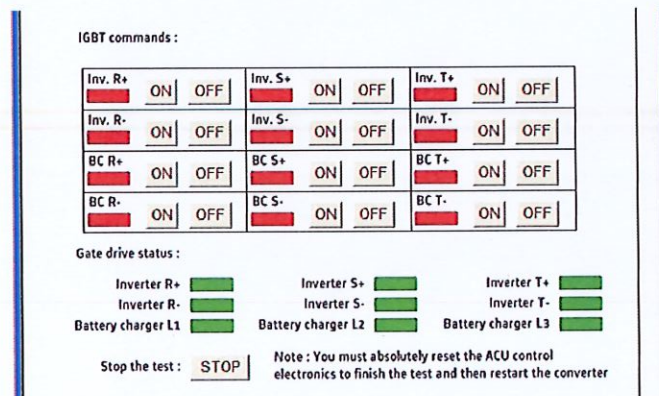 IGBT commands :
Inv. R+ ON OFF Inv. S+ ON OFF Inv. T+ ON OFF
Inv. R- ON OFF Inv. S- ON OFF Inv. T- ON OFF
BC R+ ON OFF BC S+ ON OFF BC T+ ON OFF
BC R- ON OFF BC S- ON OFF BC T- ON OFF
Gate drive status :
Inverter R+ Inverter S+ Inverter T+
Inverter R- Inverter S- Inverter T-
Battery charger L1 Battery charger L2 Battery charger L3
Stop the test : STOP Note : You must absolutely reset the ACU control
electronics to finish the test and then restart the converter